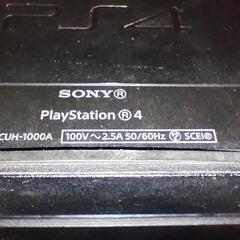 PS4
SONY®
PlayStation®4
CUH-1000A 100V~2.5A 50/60Hz SCEI®